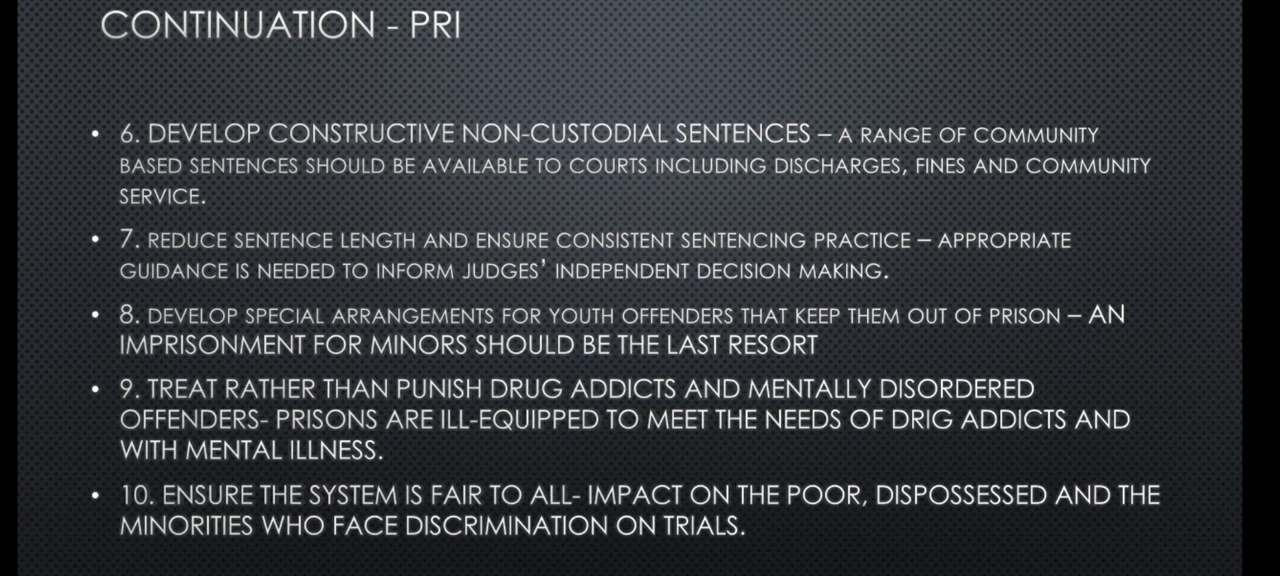 CONTINUATION - PRI
• 6. DEVELOP CONSTRUCTIVE NON-CUSTODIAL SENTENCES – A RANGE OF COMMUNITY
BASED SENTENCES SHOULD BE AVAILABLE TO COURTS INCLUDING DISCHARGES, FINES AND COMMUNITY
SERVICE.
• 7. REDUCE SENTENCE LENGTH AND ENSURE CONSISTENT SENTENCING PRACTICE – APPROPRIATE
GUIDANCE IS NEEDED TO INFORM JUDGES' INDEPENDENT DECISION MAKING.
• 8. DEVELOP SPECIAL ARRANGEMENTS FOR YOUTH OFFENDERS THAT KEEP THEM OUT OF PRISON – AN
IMPRISONMENT FOR MINORS SHOULD BE THE LAST RESORT
• 9. TREAT RATHER THAN PUNISH DRUG ADDICTS AND MENTALLY DISORDERED
OFFENDERS- PRISONS ARE ILL-EQUIPPED TO MEET THE NEEDS OF DRIG ADDICTS AND
WITH MENTAL ILLNESS.
• 10. ENSURE THE SYSTEM IS FAIR TO ALL- IMPACT ON THE POOR, DISPOSSESSED AND THE
MINORITIES WHO FACE DISCRIMINATION ON TRIALS.